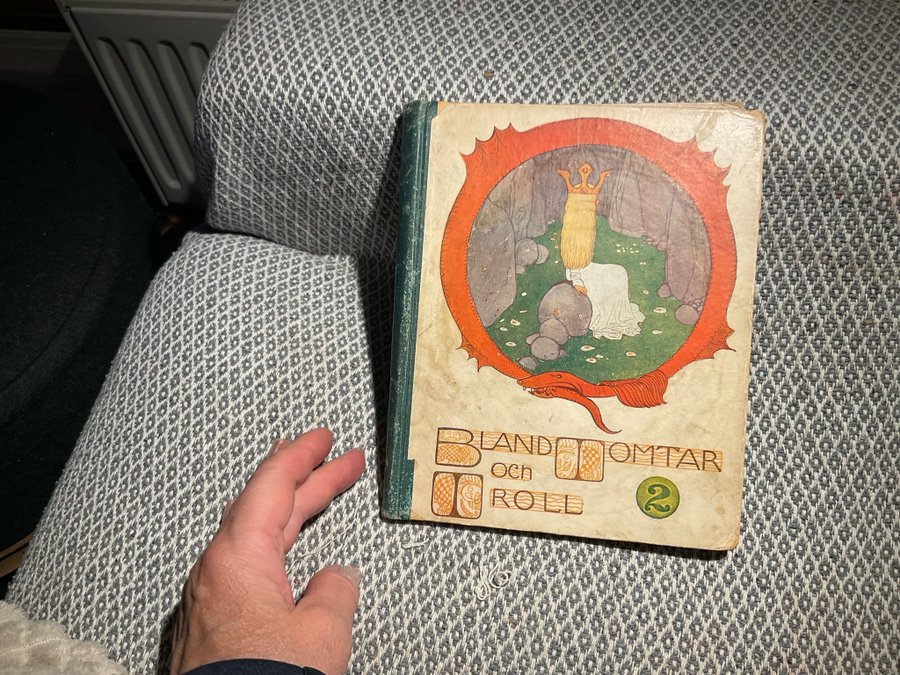 BLAND TOMTAR
och
TROLL
2